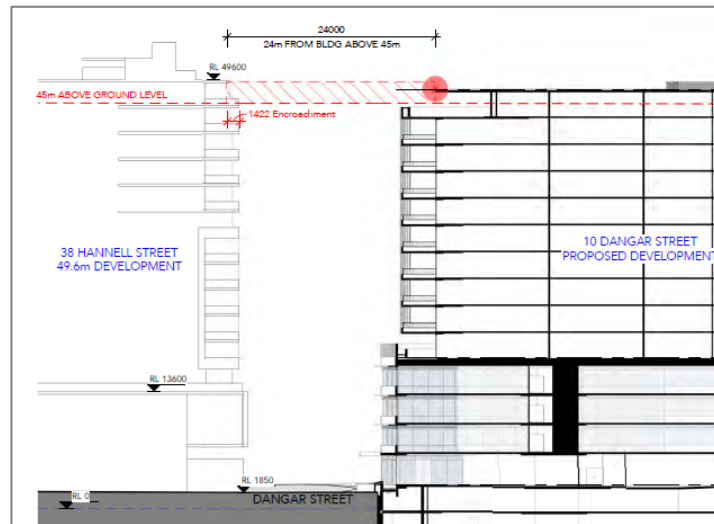 24000
24m FROM BLDG ABOVE 45m
RL 49600
45m ABOVE GROUND LEVEL
1422 Encroachment
38 HANNELL STREET
49.6m DEVELOPMENT
10 DANGAR STREET
PROPOSED DEVELOPMENT
RL 13600
RL 1850
RL 0
DANGAR STREET